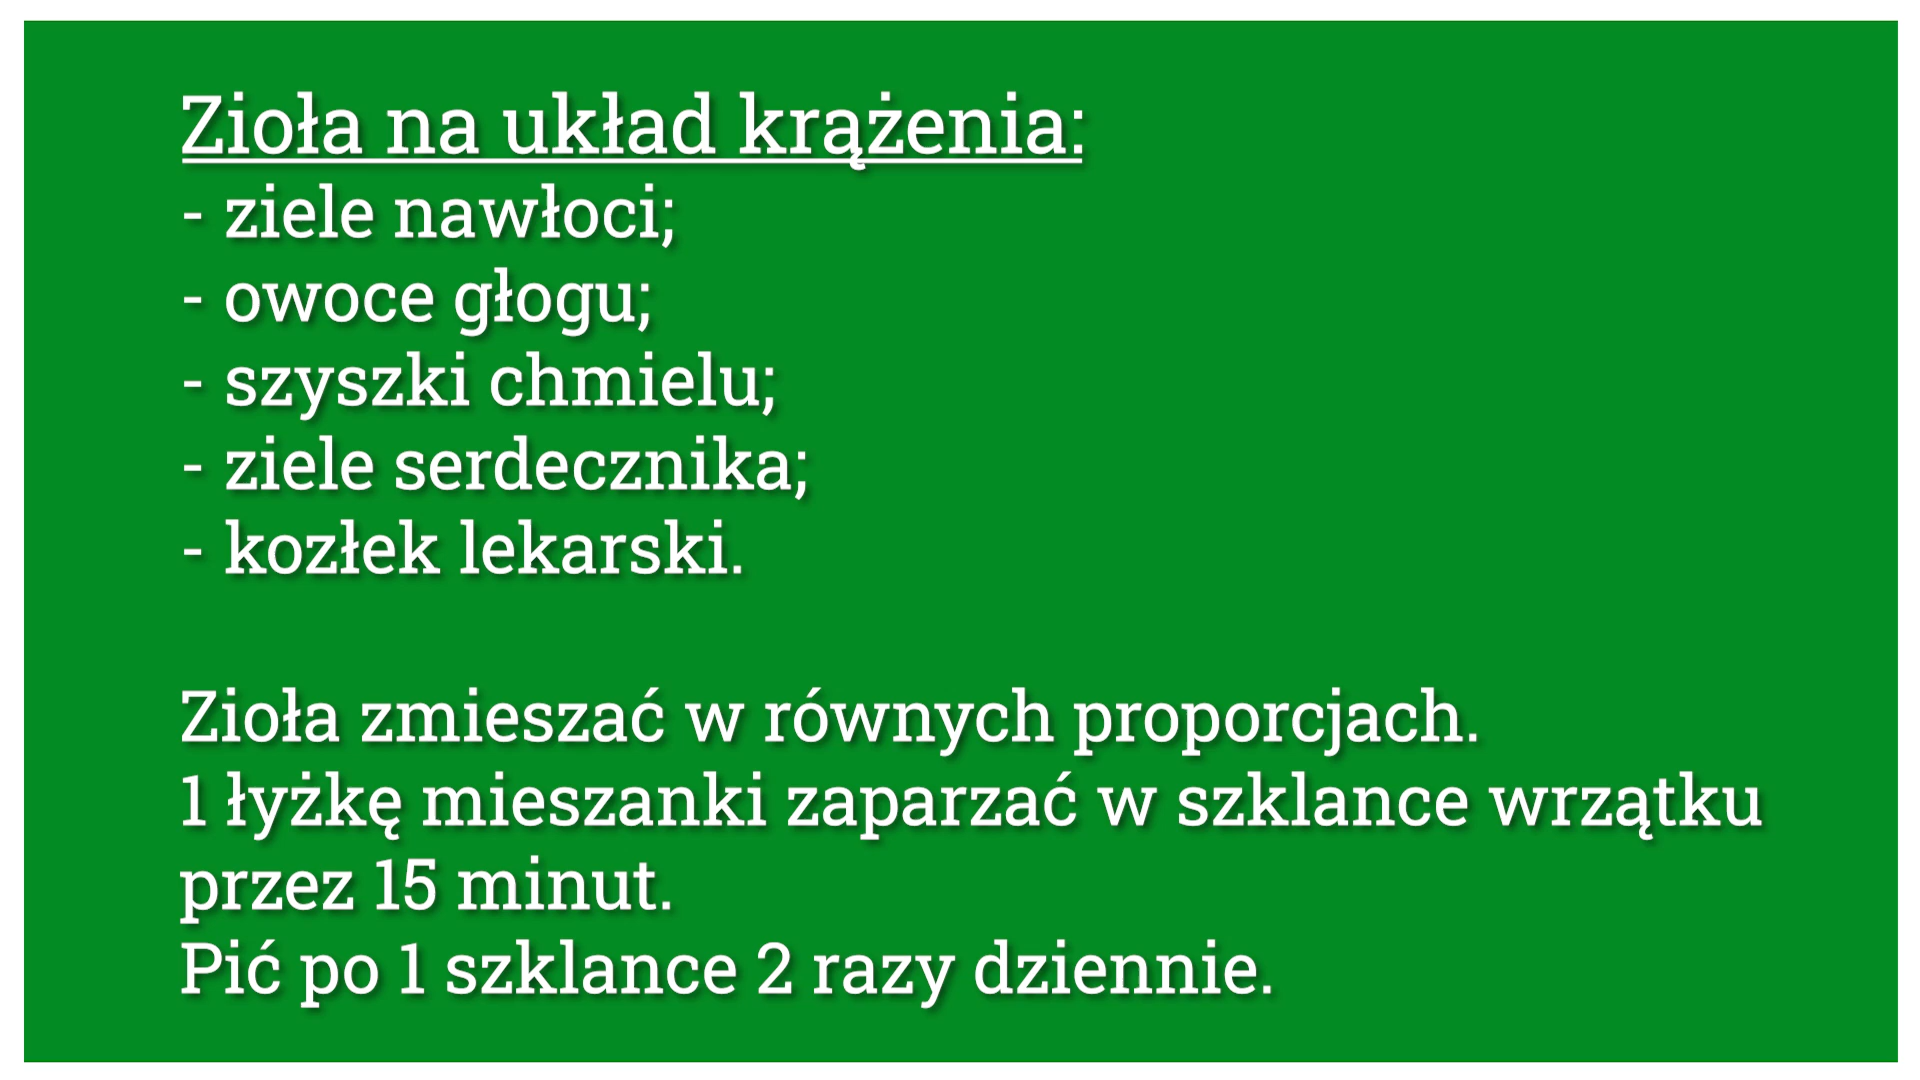 Zioła na układ krążenia:
- ziele nawłoci;
- owoce głogu;
- szyszki chmielu;
- ziele serdecznika;
- kozłek lekarski.
Zioła zmieszać w równych proporcjach.
1 łyżkę mieszanki zaparzać w szklance wrzątku
przez 15 minut.
Pić po 1 szklance 2 razy dziennie.